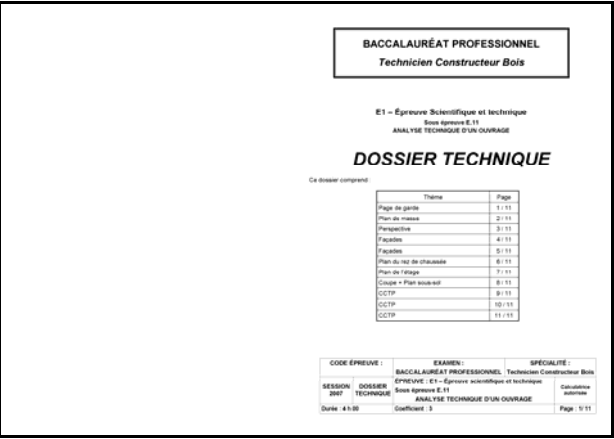 BACCALAURÉAT PROFESSIONNEL
Technicien Constructeur Bois
E1 – Épreuve Scientifique et technique
Sous épreuve E.11
ANALYSE TECHNIQUE D'UN OUVRAGE
DOSSIER TECHNIQUE
Ce dossier comprend :
Thème Page
Page de garde 1 / 11
Plan de masse 2 / 11
Perspective 3 / 11
Façades 4 / 11
Façades 5 / 11
Plan du rez de chaussée 6 / 11
Plan de l'étage 7 / 11
Coupe + Plan sous-sol 8 / 11
CCTP 9 / 11
CCTP 10 / 11
CCTP 11 / 11
CODE ÉPREUVE : EXAMEN : SPÉCIALITÉ :
BACCALAURÉAT PROFESSIONNEL Technicien Constructeur Bois
SESSION 2007 DOSSIER TECHNIQUE
ÉPREUVE : E1 – Épreuve scientifique et technique
Sous épreuve E.11
ANALYSE TECHNIQUE D'UN OUVRAGE
Calculatrice autorisée
Durée : 4 h 00 Coefficient : 3 Page : 1/ 11